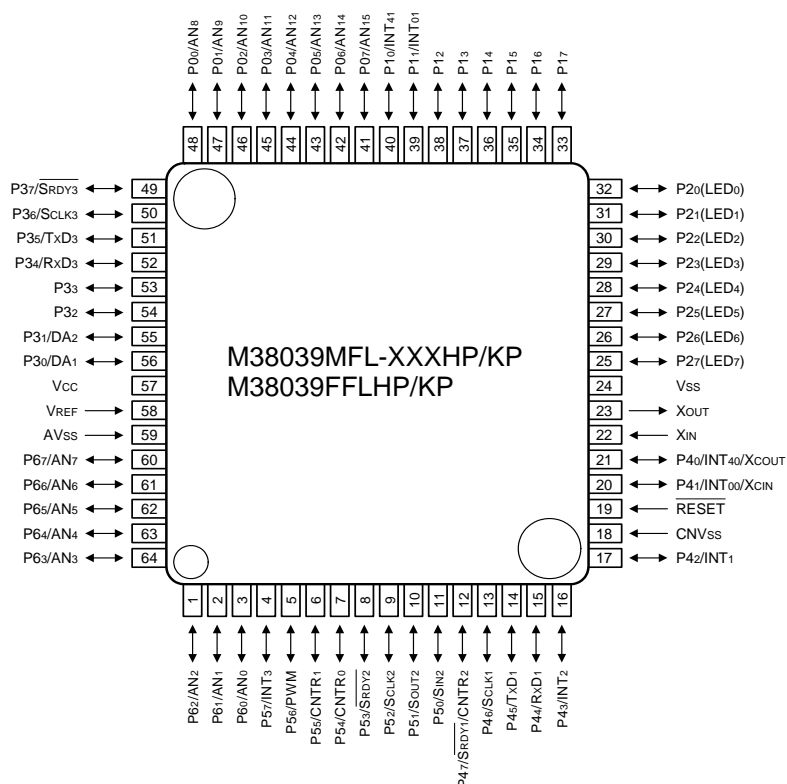 P00/AN8
P01/AN9
P02/AN10
P03/AN11
P04/AN12
P05/AN13
P06/AN14
P07/AN15
P10/INT41
P11/INT01
P12
P13
P14
P15
P16
P17
48
47
46
45
44
43
42
41
40
39
38
37
36
35
34
33
P37/SRDY3 49
P36/SCLK3 50
P35/TXD3 51
P34/RXD3 52
P33 53
P32 54
P31/DA2 55
P30/DA1 56
VCC 57
VREF 58
AVSS 59
P67/AN7 60
P66/AN6 61
P65/AN5 62
P64/AN4 63
P63/AN3 64
M38039MFL-XXXHP/KP
M38039FFLHP/KP
32 P20(LED0)
31 P21(LED1)
30 P22(LED2)
29 P23(LED3)
28 P24(LED4)
27 P25(LED5)
26 P26(LED6)
25 P27(LED7)
24 VSS
23 XOUT
22 XIN
21 P40/INT40/XCOUT
20 P41/INT00/XCIN
19 RESET
18 CNVSS
17 P42/INT1
1
2
3
4
5
6
7
8
9
10
11
12
13
14
15
16
P62/AN2
P61/AN1
P60/AN0
P57/INT3
P56/PWM
P55/CNTR1
P54/CNTR0
P53/SRDY2
P52/SCLK2
P51/SOUT2
P50/SIN2
P47/SRDY1/CNTR2
P46/SCLK1
P45/TXD1
P44/RXD1
P43/INT2